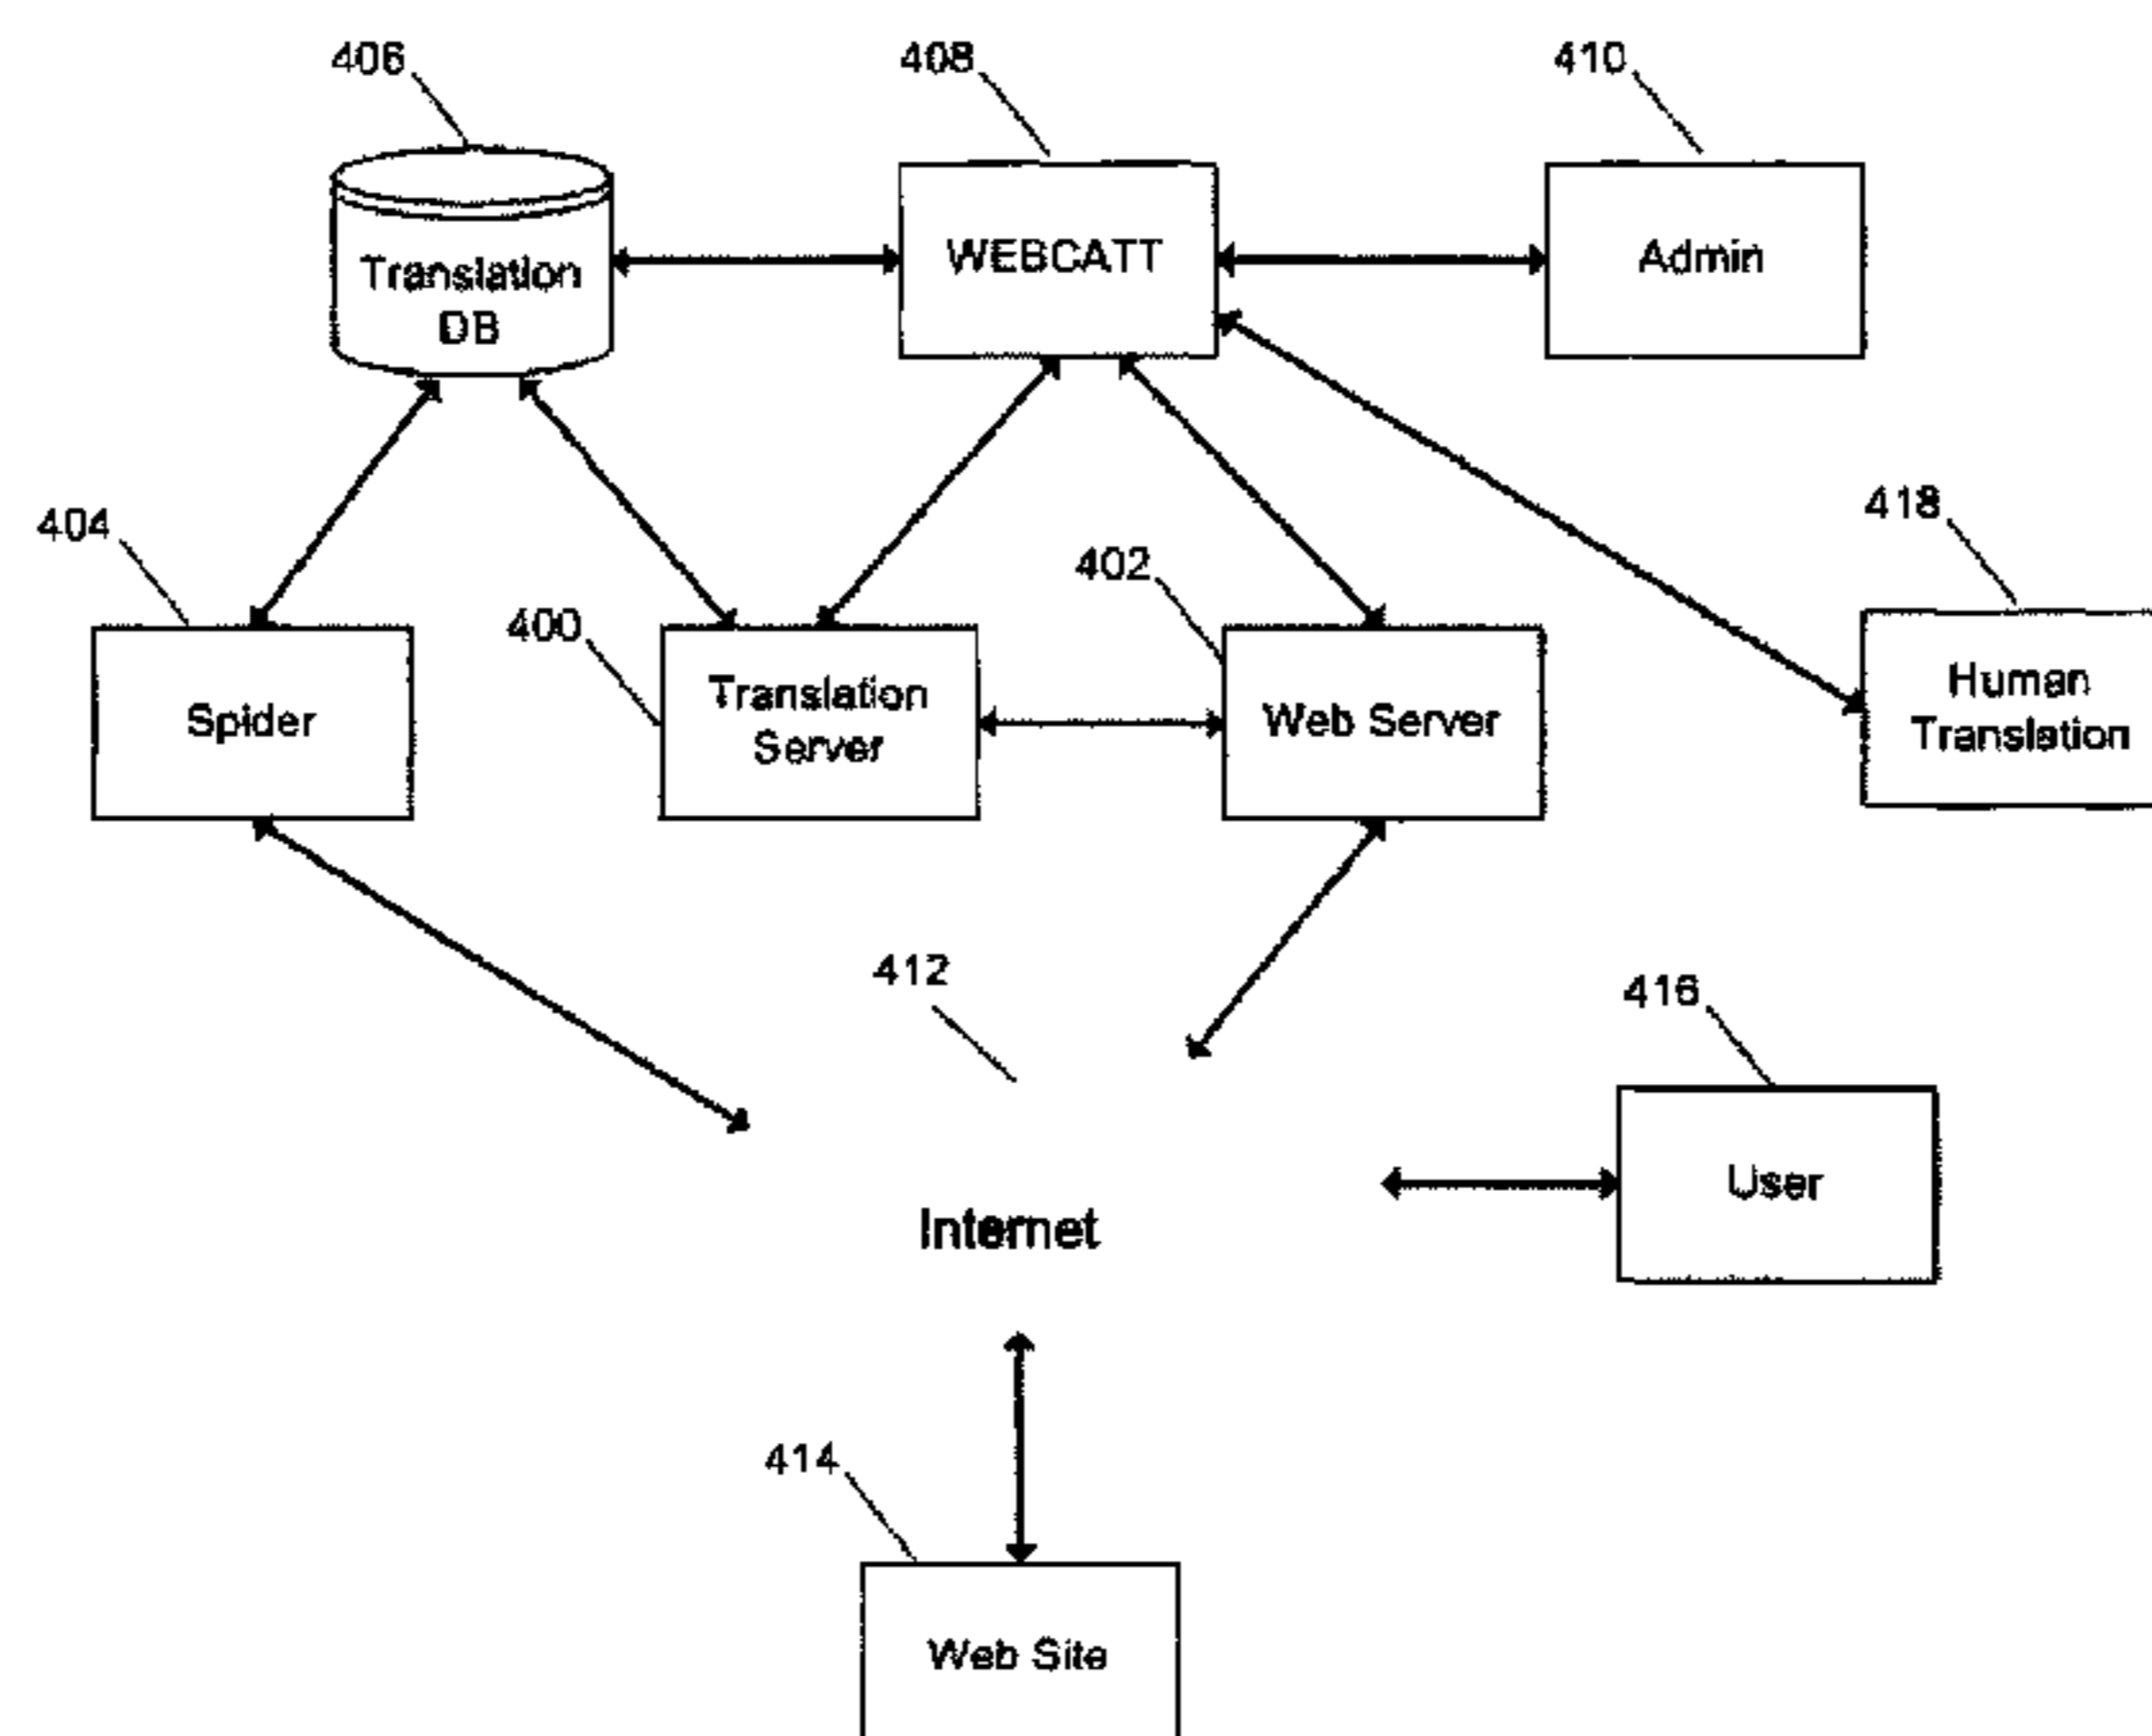 406
408
410
Translation
DB
WEBCATT
Admin
404
400
402
418
Spider
Translation
Server
Web Server
Human
Translation
412
416
Internet
User
414
Web Site